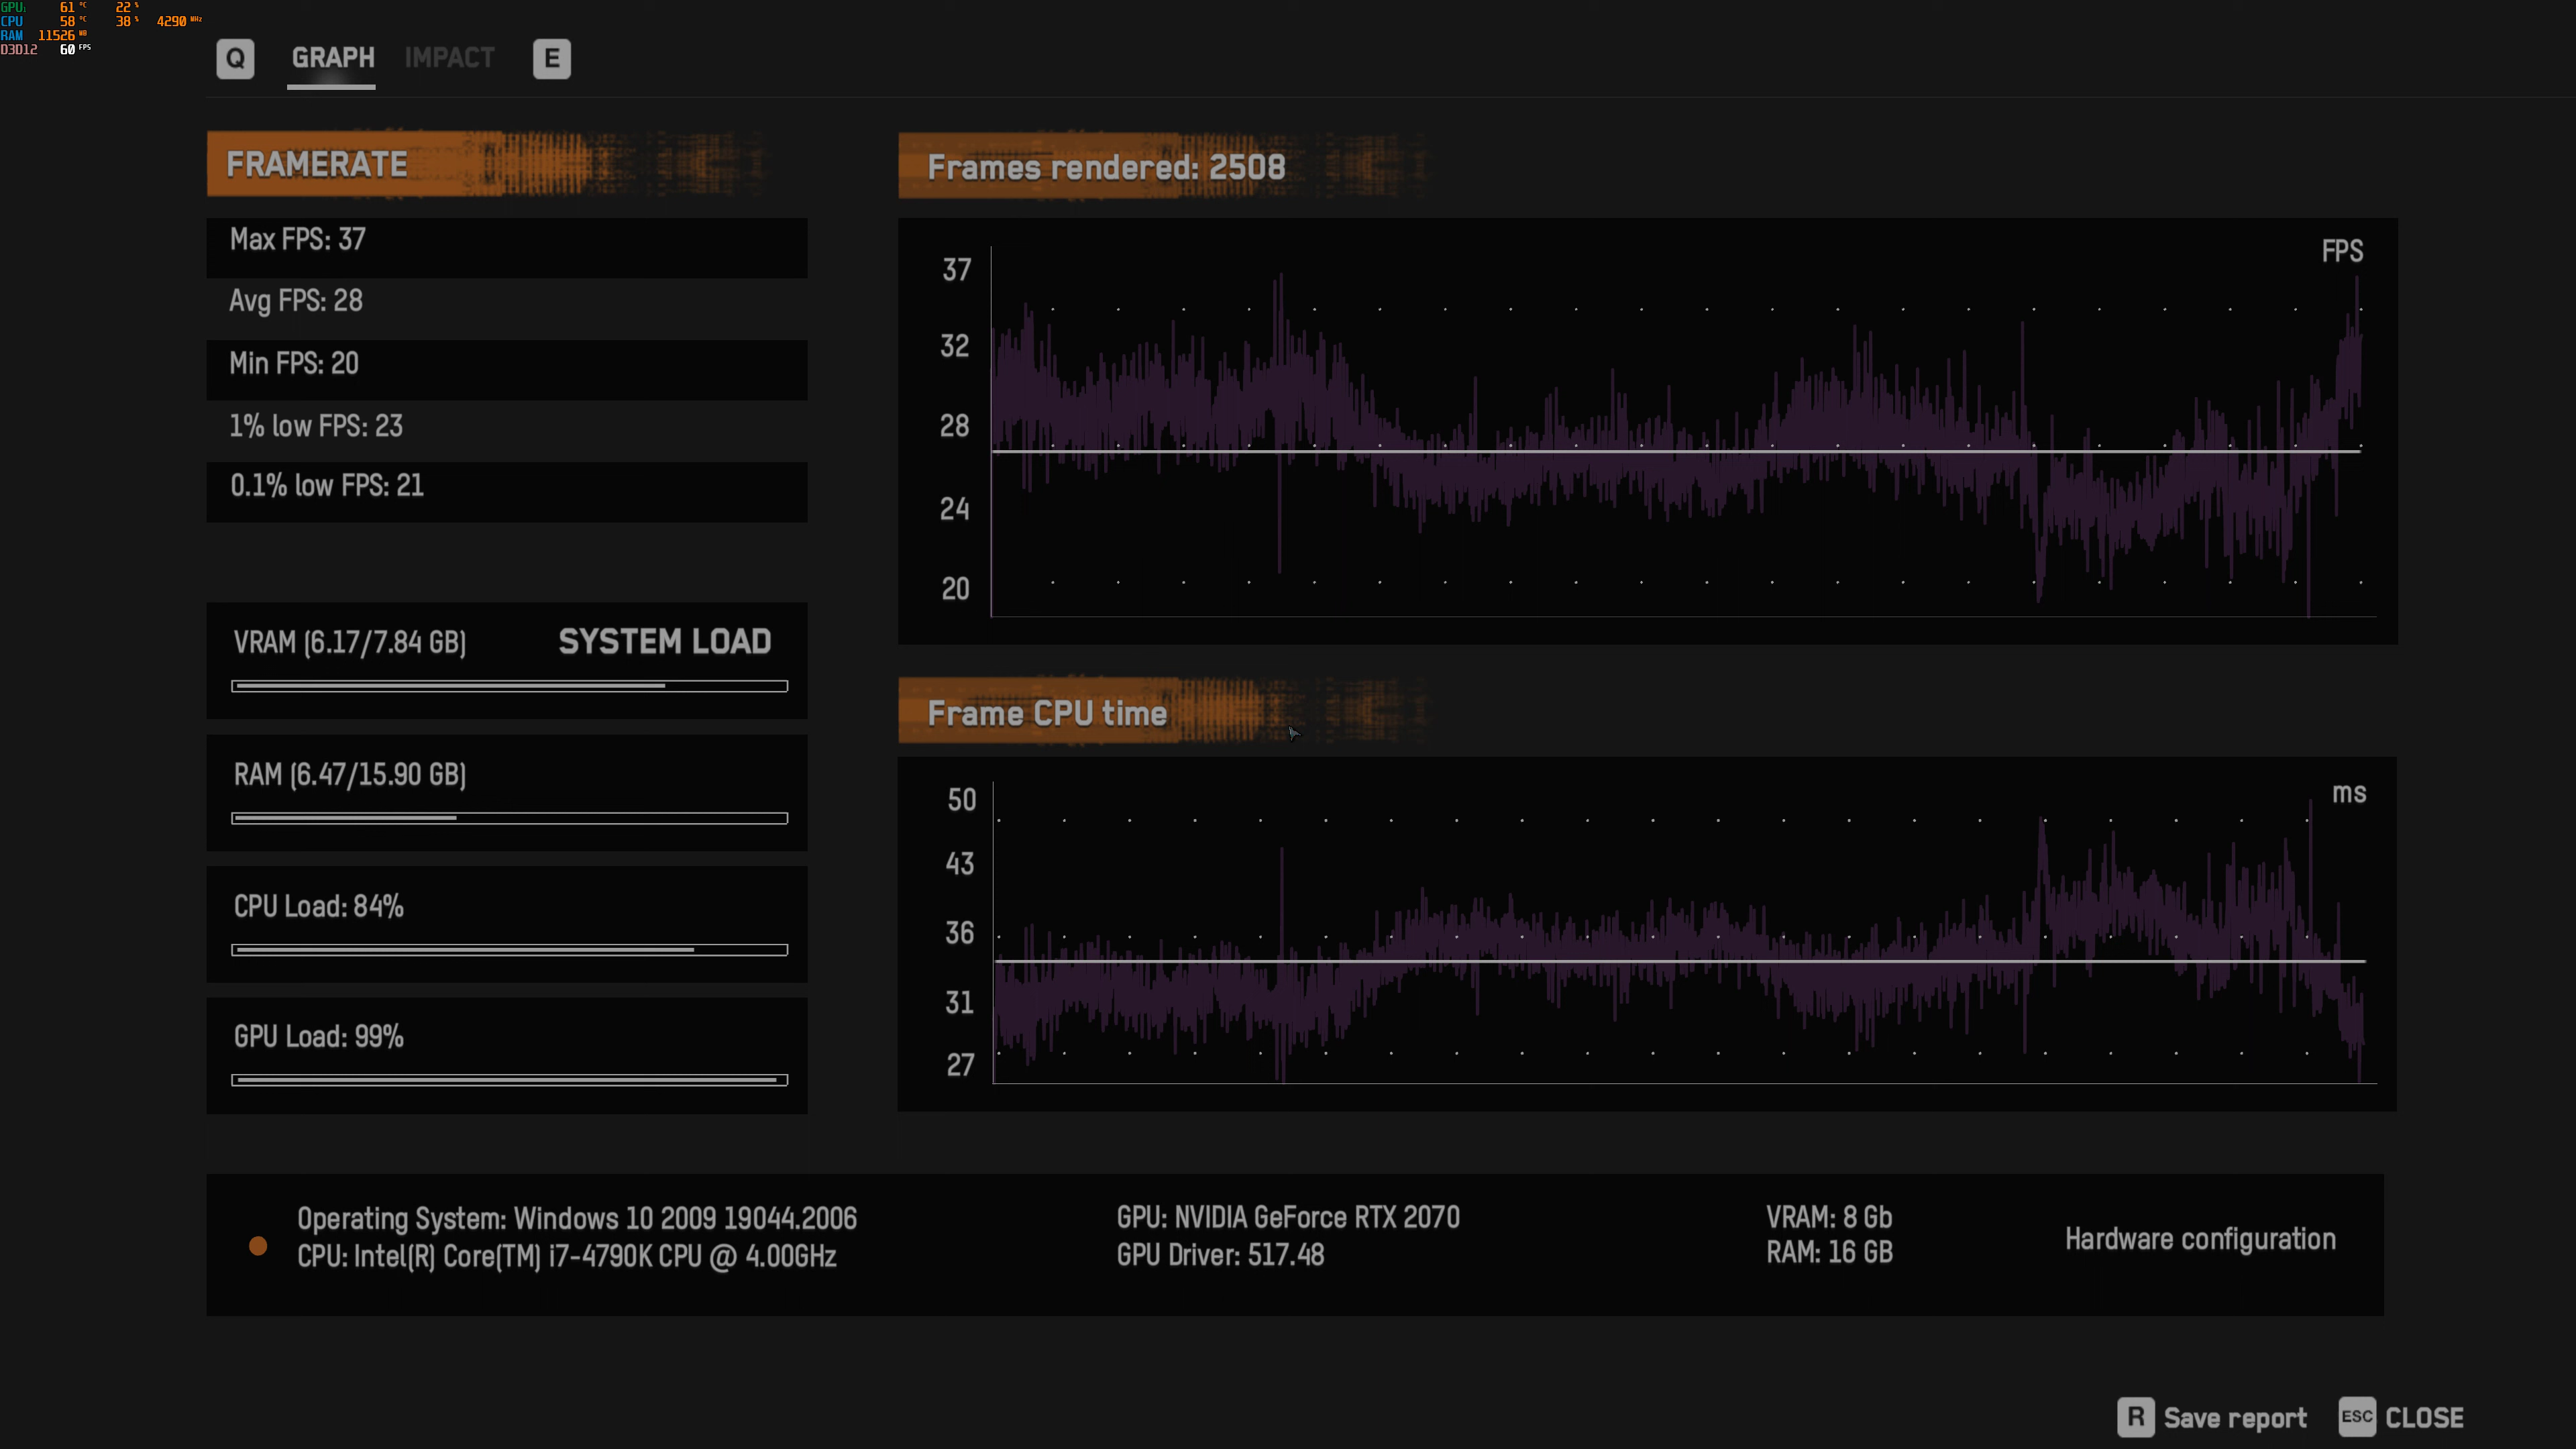 GPU: 61 °C 22 %
CPU 58 °C 38 % 4290 MHz
RAM 11526 MB
D3D12 60 FPS
Q GRAPH IMPACT E
FRAMERATE
Max FPS: 37
Avg FPS: 28
Min FPS: 20
1% low FPS: 23
0.1% low FPS: 21
VRAM (6.17/7.84 GB) SYSTEM LOAD
RAM (6.47/15.90 GB)
CPU Load: 84%
GPU Load: 99%
Frames rendered: 2508
FPS
37
32
28
24
20
Frame CPU time
ms
50
43
36
31
27
Operating System: Windows 10 2009 19044.2006
CPU: Intel(R) Core(TM) i7-4790K CPU @ 4.00GHz
GPU: NVIDIA GeForce RTX 2070
GPU Driver: 517.48
VRAM: 8 Gb
RAM: 16 GB
Hardware configuration
R Save report ESC CLOSE